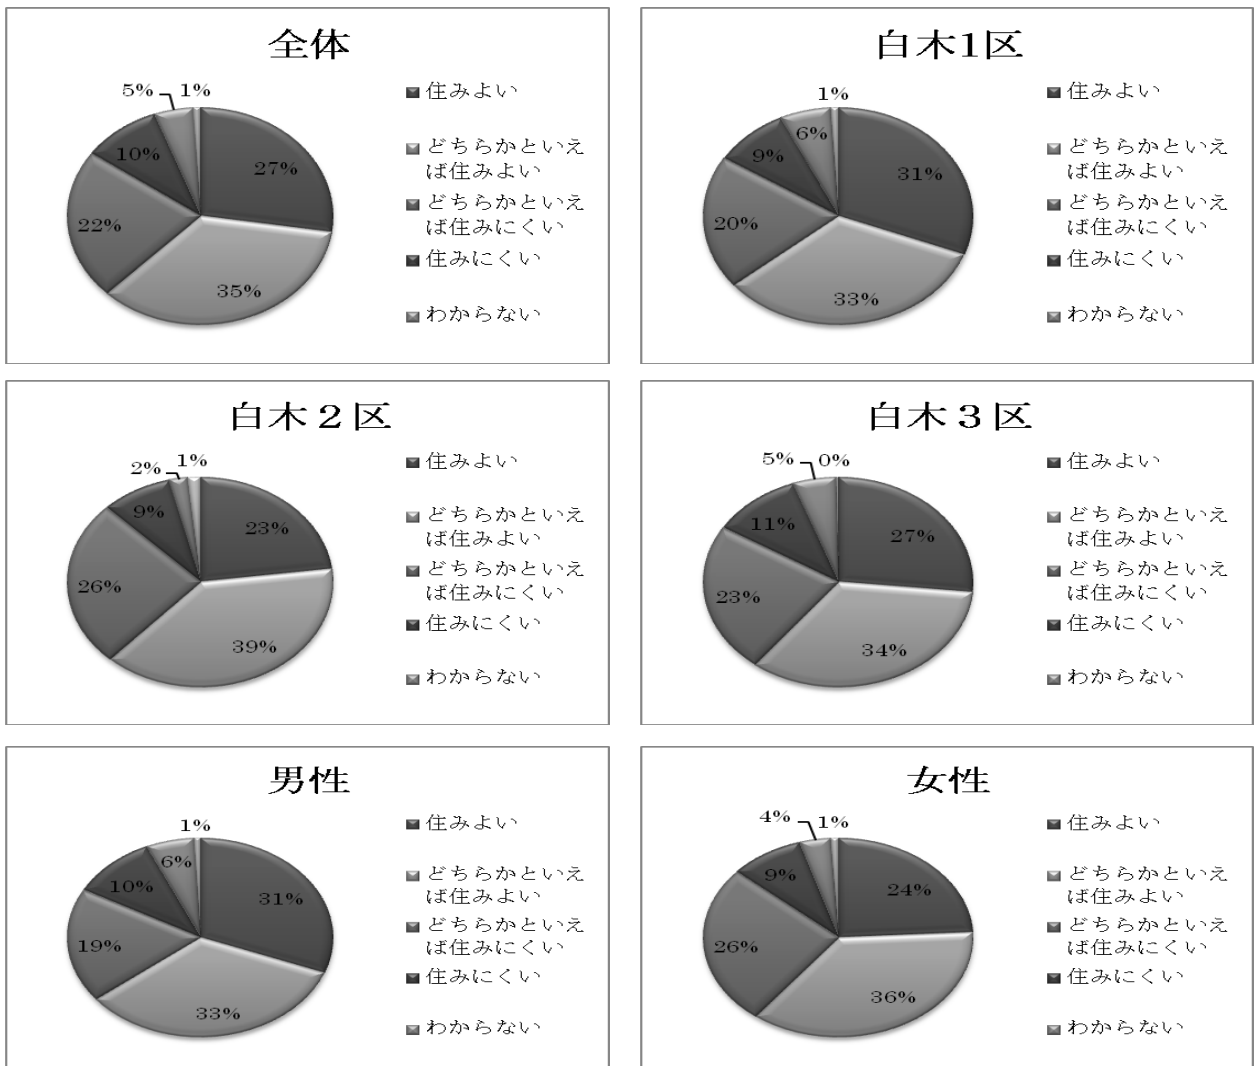 全体
5%
1%
27%
10%
22%
35%
住みよい
どちらかといえ
ば住みよい
どちらかといえ
ば住みにくい
住みにくい
わからない
白木1区
1%
6%
9%
31%
20%
33%
住みよい
どちらかといえ
ば住みよい
どちらかといえ
ば住みにくい
住みにくい
わからない
白木２区
2%
1%
9%
23%
26%
39%
住みよい
どちらかといえ
ば住みよい
どちらかといえ
ば住みにくい
住みにくい
わからない
白木３区
5%
0%
11%
27%
23%
34%
住みよい
どちらかといえ
ば住みよい
どちらかといえ
ば住みにくい
住みにくい
わからない
男性
1%
6%
10%
31%
19%
33%
住みよい
どちらかといえ
ば住みよい
どちらかといえ
ば住みにくい
住みにくい
わからない
女性
4%
1%
9%
24%
26%
36%
住みよい
どちらかといえ
ば住みよい
どちらかといえ
ば住みにくい
住みにくい
わからない